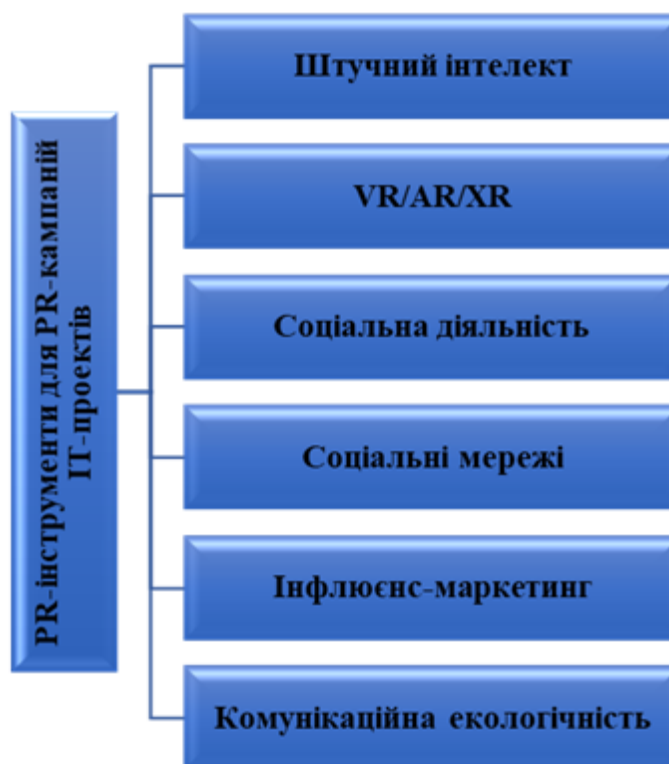 PR-інструменти для PR-кампаній
ІТ-проектів
Штучний інтелект
VR/AR/XR
Соціальна діяльність
Соціальні мережі
Інфлюєнс-маркетинг
Комунікаційна екологічність